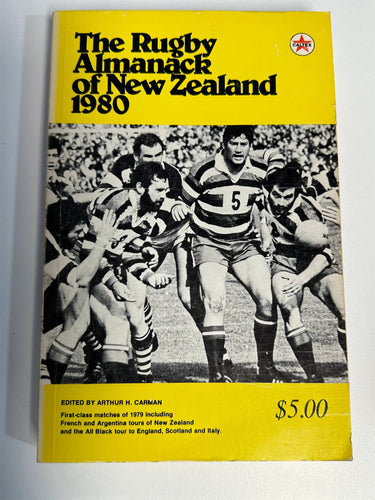 The Rugby
Almanack
of New Zealand
1980
CALTEX
5
EDITED BY ARTHUR H. CARMAN
First-class matches of 1979 including
French and Argentina tours of New Zealand
and the All Black tour to England, Scotland and Italy.
$5.00